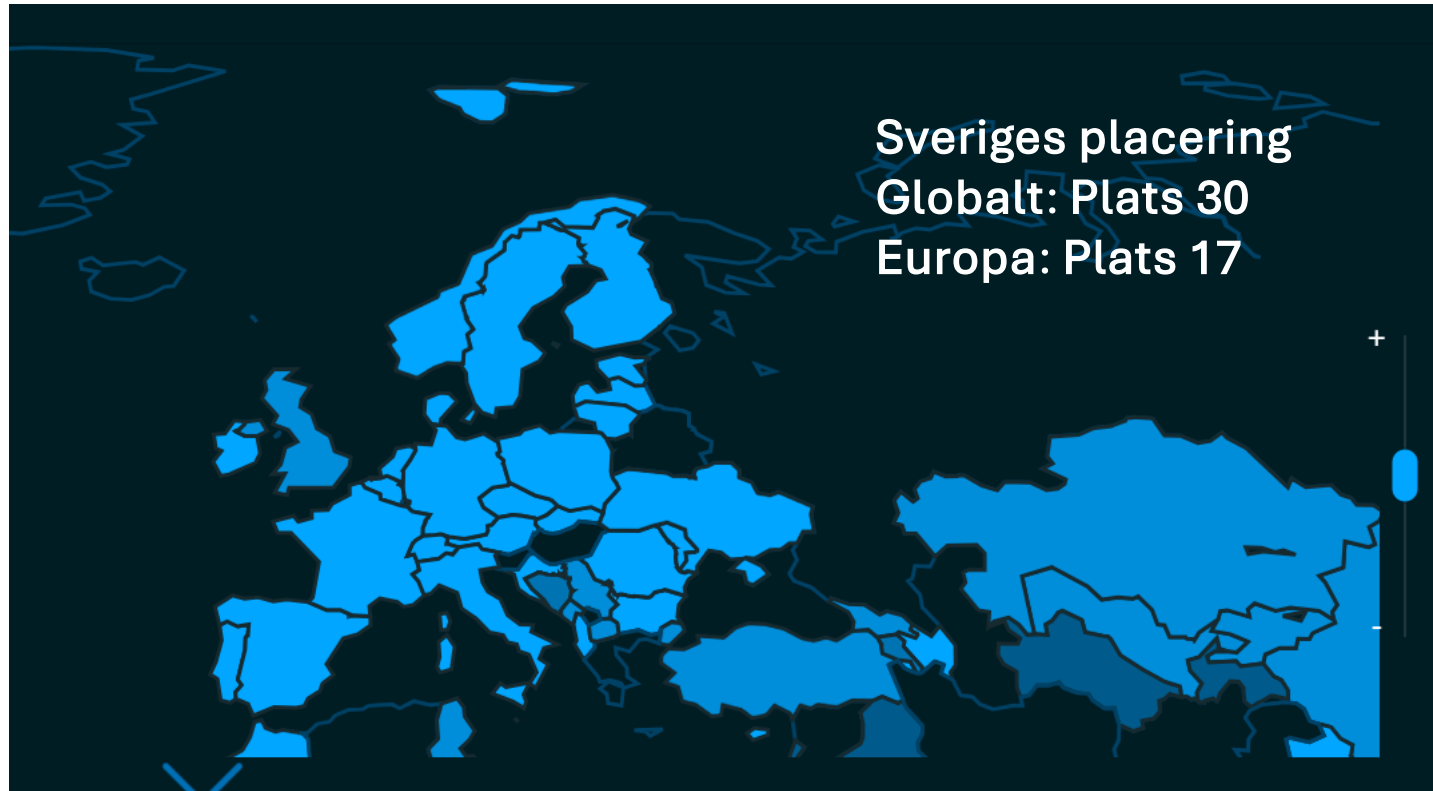 Sveriges placering
Globalt: Plats 30
Europa: Plats 17
+
-